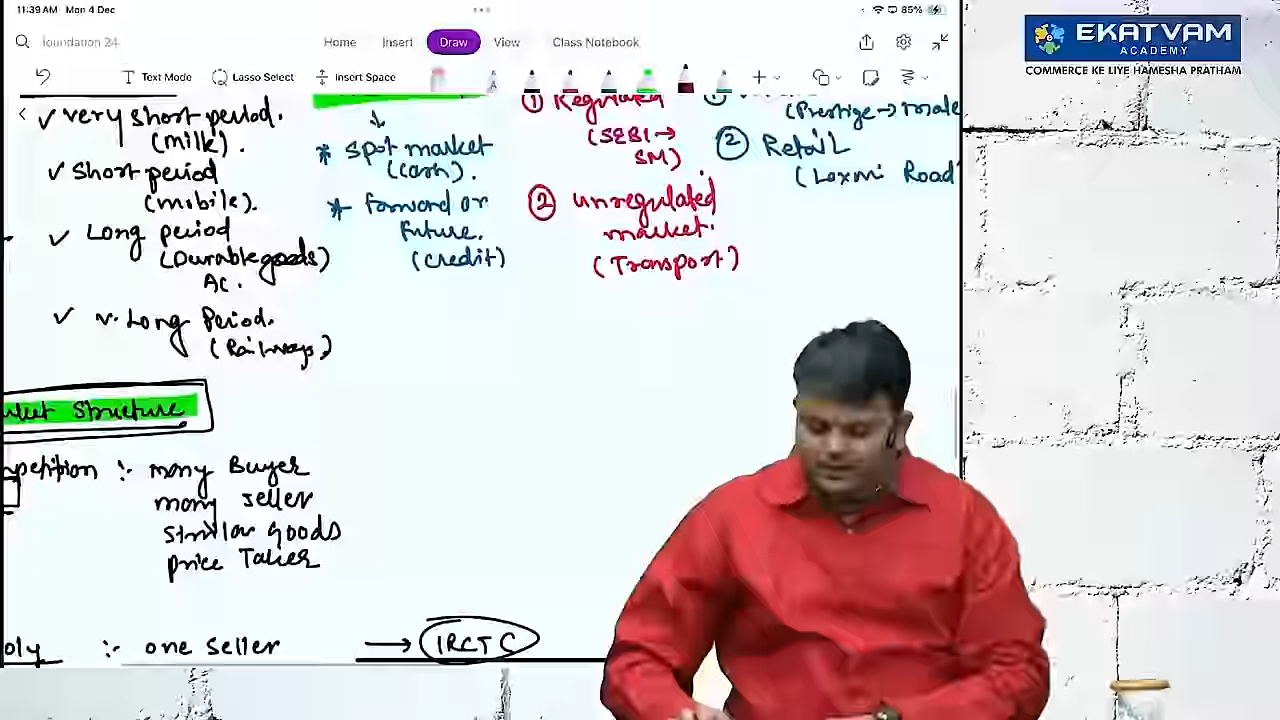 11:39 AM Mon 4 Dec
85%
foundation 24
Home Insert Draw View Class Notebook
Text Mode Lasso Select Insert Space
EKATVAM
ACADEMY
COMMERCE KE LIYE HAMESHA PRATHAM
✓ very short period.
(milk).
✓ Short period
(mobile).
✓ Long period
(Durable goods)
AC.
✓ v. Long Period.
(Railways)
* spot market
(cash).
* forward or
future.
(credit)
① Regulated
(SEBI →
SM)
② unregulated
market.
(Transport)
(Prestige →
② Retail
(Laxmi Road
Structure
:- many Buyer
many seller
similar goods
price Taker
:- one seller → IRCTC